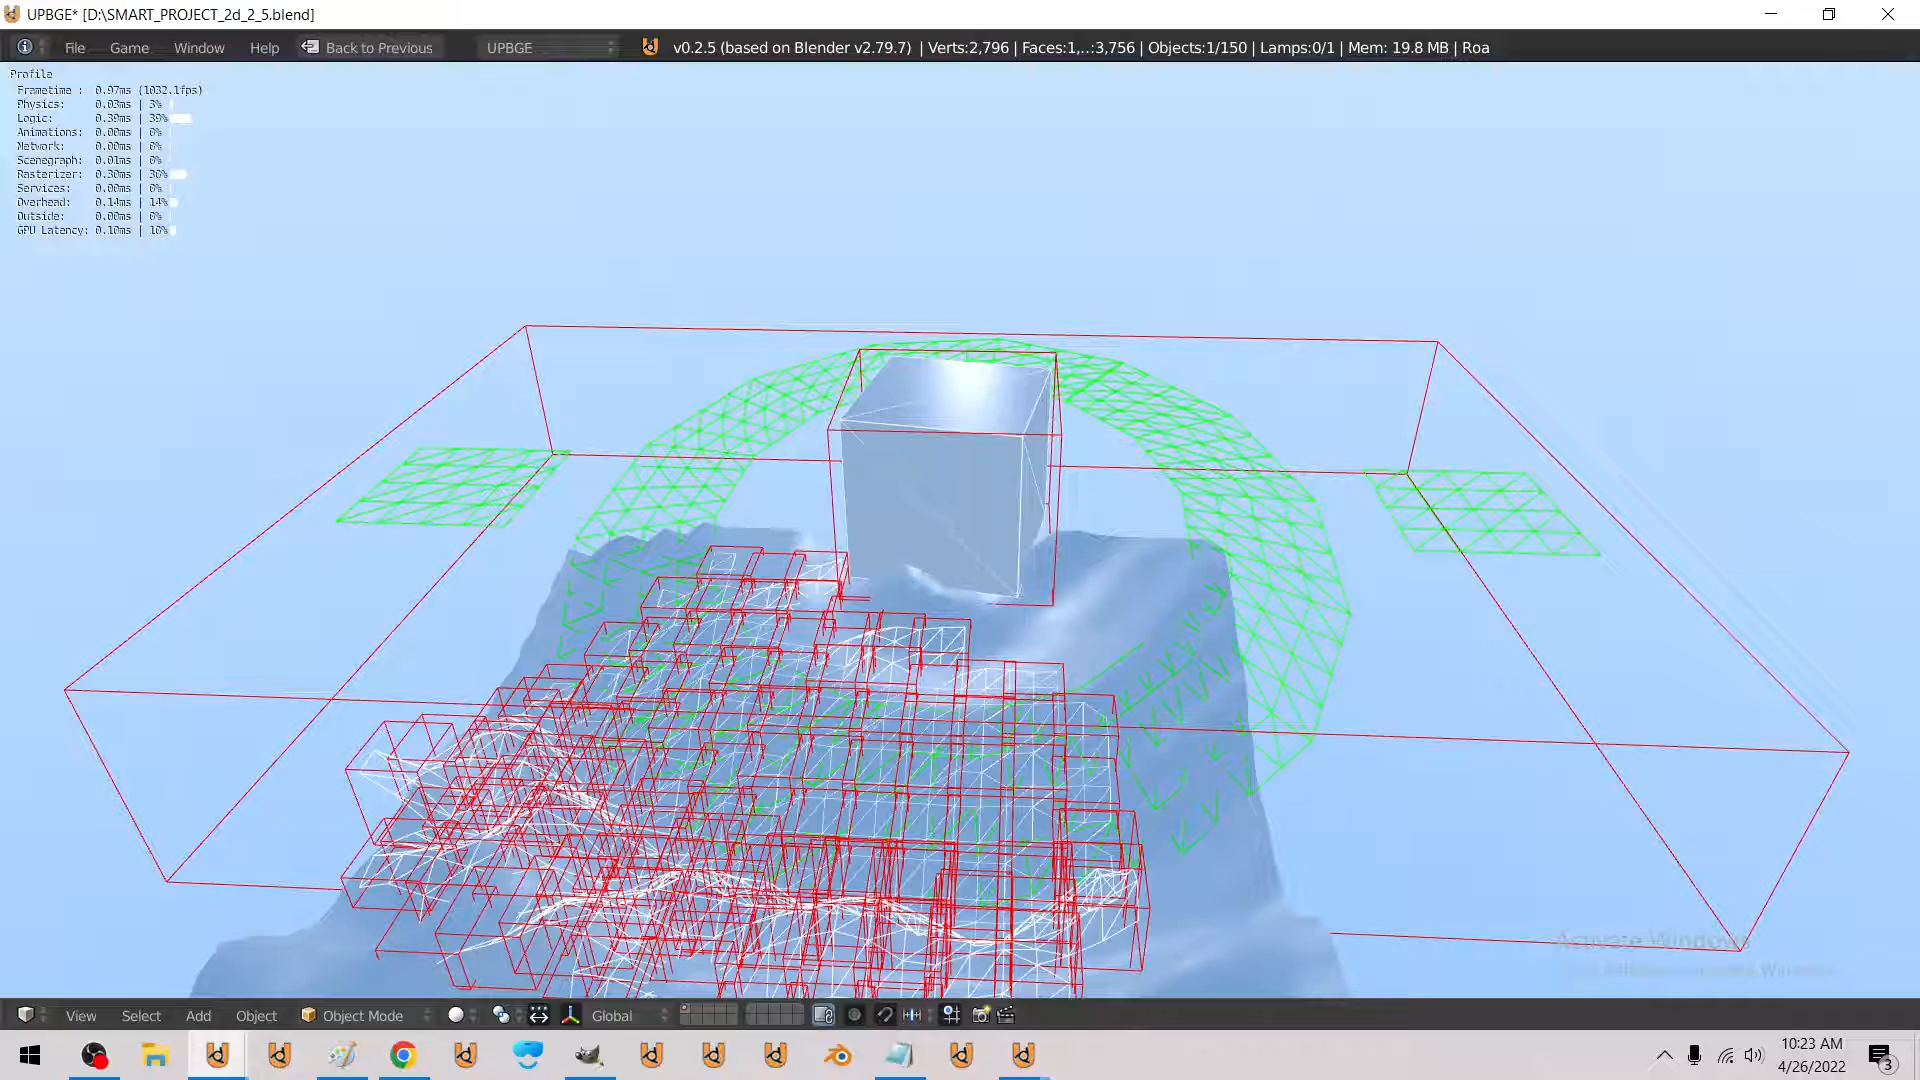 UPBGE* [D:\SMART_PROJECT_2d_2_5.blend]
File Game Window Help Back to Previous UPBGE v0.2.5 (based on Blender v2.79.7) | Verts:2,796 | Faces:1,..:3,756 | Objects:1/150 | Lamps:0/1 | Mem: 19.8 MB | Roa
Profile
Frametime : 0.97ms (1032.1fps)
Physics: 0.03ms | 3%
Logic: 0.39ms | 39%
Animations: 0.00ms | 0%
Network: 0.00ms | 0%
Scenegraph: 0.01ms | 0%
Rasterizer: 0.30ms | 30%
Services: 0.00ms | 0%
Overhead: 0.14ms | 14%
Outside: 0.00ms | 0%
GPU Latency: 0.10ms | 10%
Activate Windows
View Select Add Object Object Mode Global
10:23 AM
4/26/2022
3